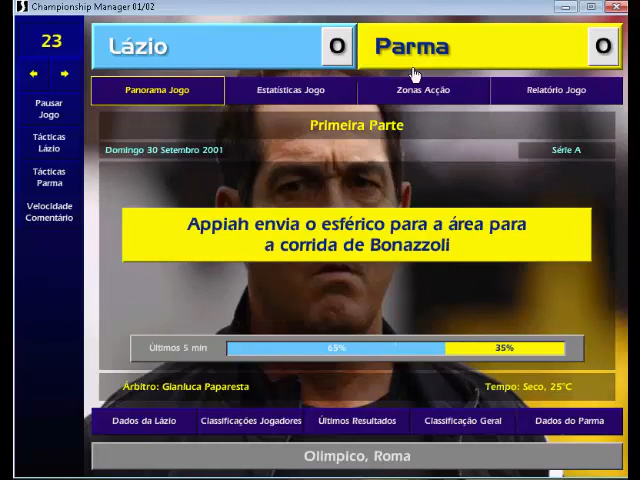 Championship Manager 01/02
23
Lázio 0
Parma 0
Panorama Jogo
Estatísticas Jogo
Zonas Acção
Relatório Jogo
Pausar
Jogo
Tácticas
Lázio
Tácticas
Parma
Velocidade
Comentário
Primeira Parte
Domingo 30 Setembro 2001
Série A
Appiah envia o esférico para a área para
a corrida de Bonazzoli
Últimos 5 min
65%
35%
Árbitro: Gianluca Paparesta
Tempo: Seco, 25°C
Dados da Lázio
Classificações Jogadores
Últimos Resultados
Classificação Geral
Dados do Parma
Olimpico, Roma